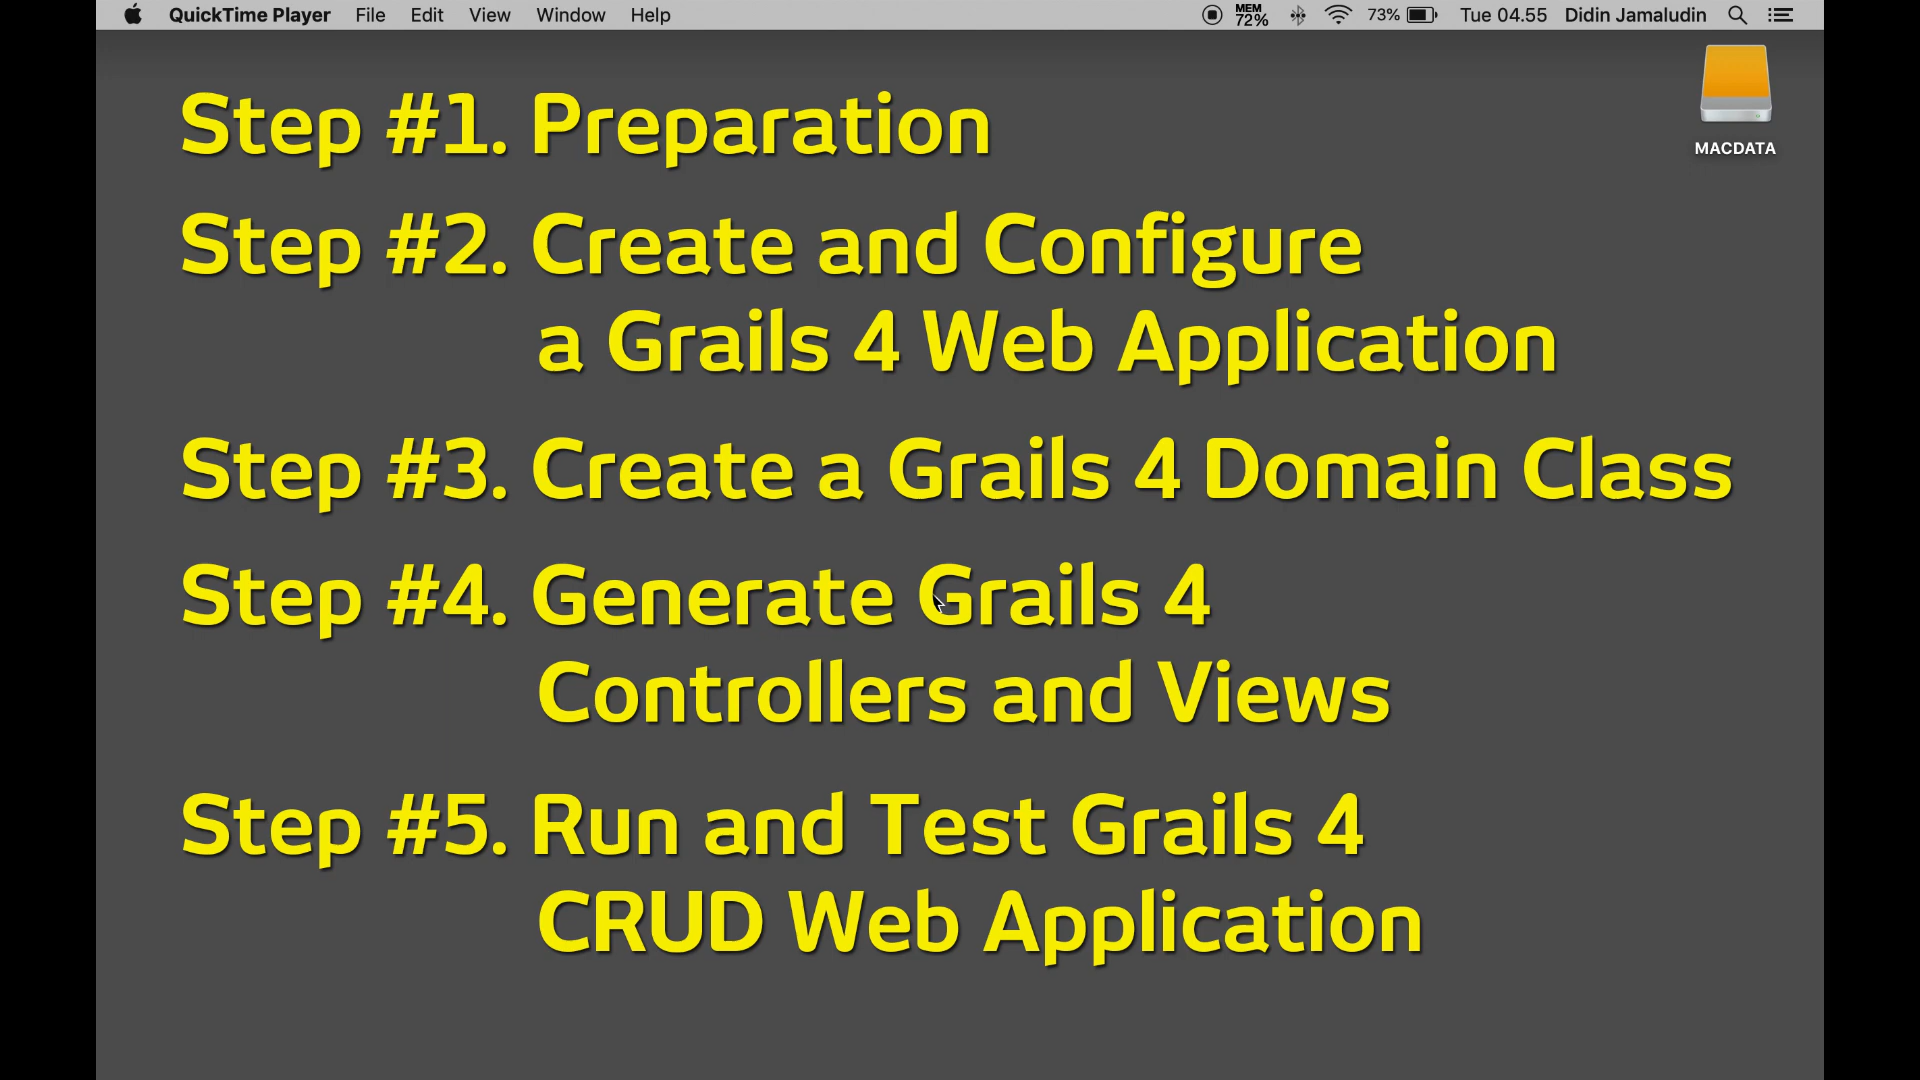 QuickTime Player File Edit View Window Help MEM 72% 73% Tue 04.55 Didin Jamaludin
MACDATA
Step #1. Preparation
Step #2. Create and Configure
a Grails 4 Web Application
Step #3. Create a Grails 4 Domain Class
Step #4. Generate Grails 4
Controllers and Views
Step #5. Run and Test Grails 4
CRUD Web Application